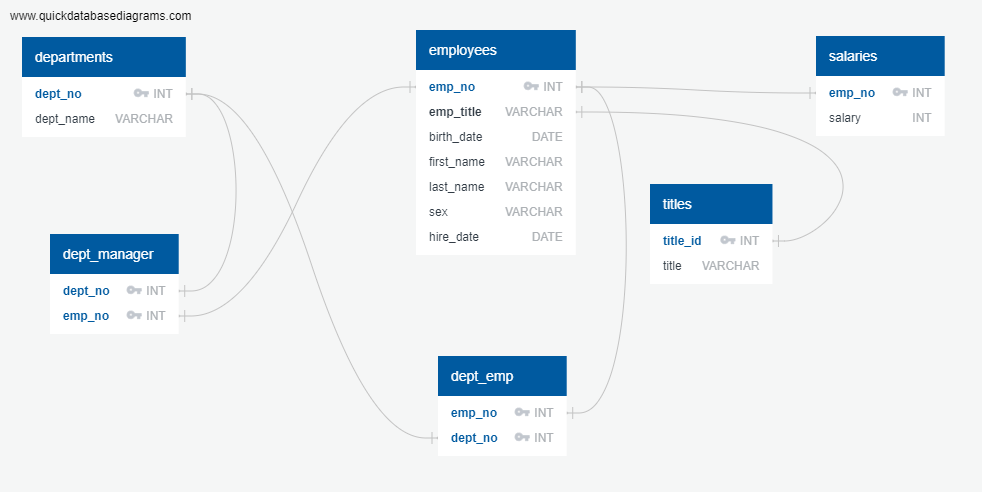 www.quickdatabasediagrams.com
departments
dept_no INT
dept_name VARCHAR
employees
emp_no INT
emp_title VARCHAR
birth_date DATE
first_name VARCHAR
last_name VARCHAR
sex VARCHAR
hire_date DATE
salaries
emp_no INT
salary INT
titles
title_id INT
title VARCHAR
dept_manager
dept_no INT
emp_no INT
dept_emp
emp_no INT
dept_no INT